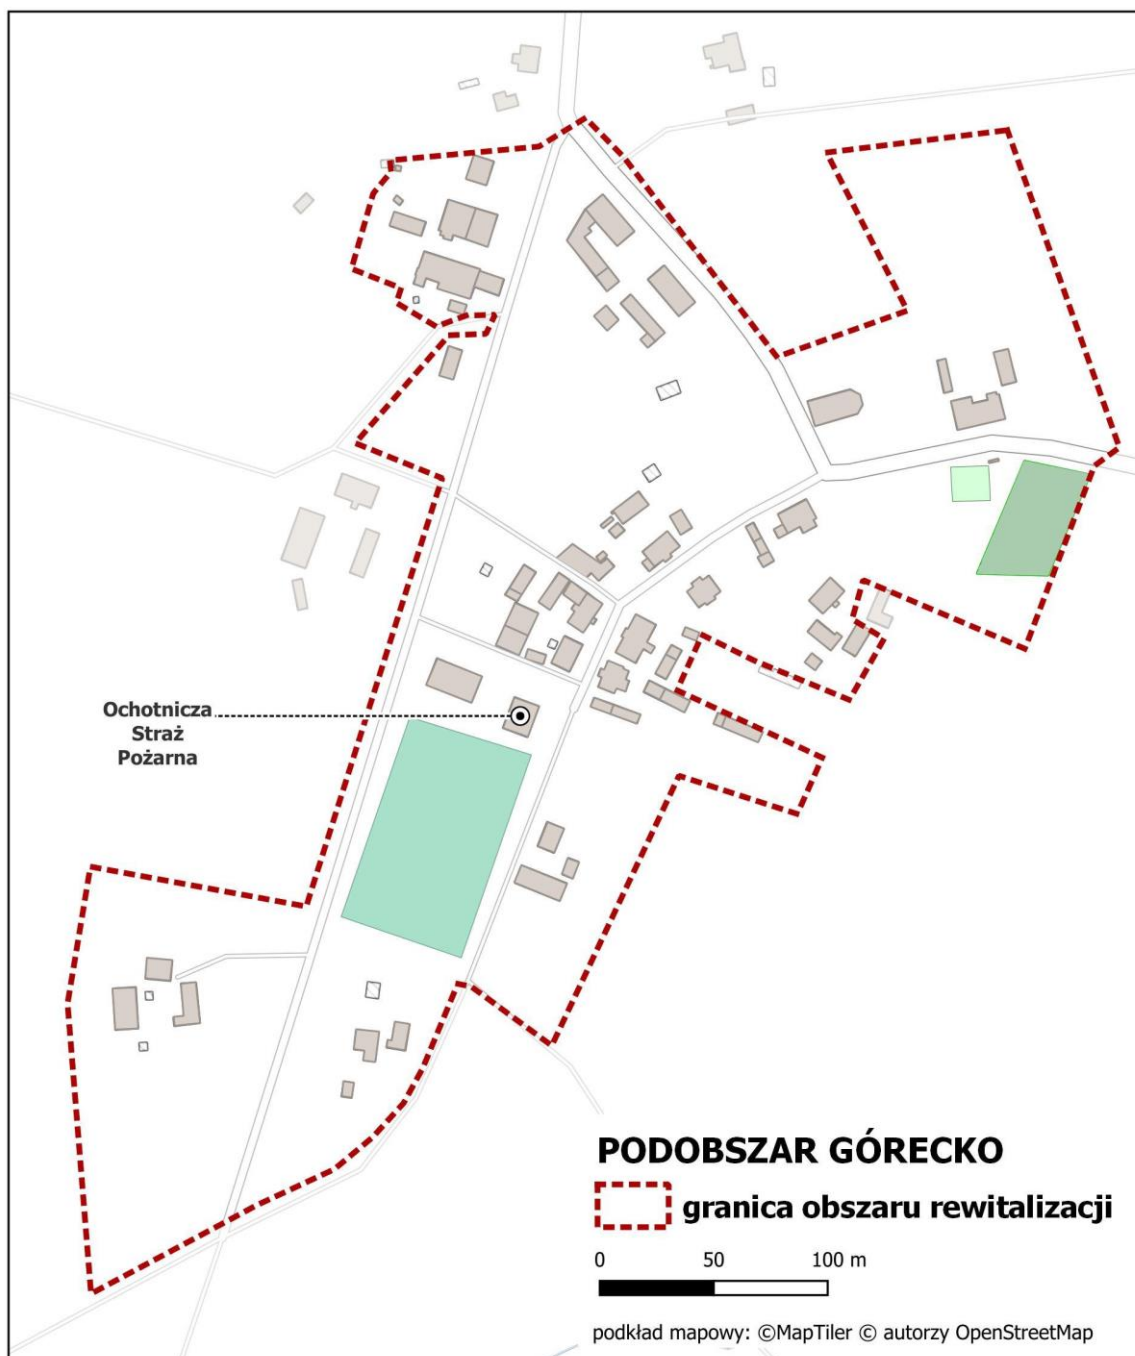 Ochotnicza
Straż
Pożarna
PODOBSZAR GÓRECKO
granica obszaru rewitalizacji
0 50 100 m
podkład mapowy: ©MapTiler © autorzy OpenStreetMap